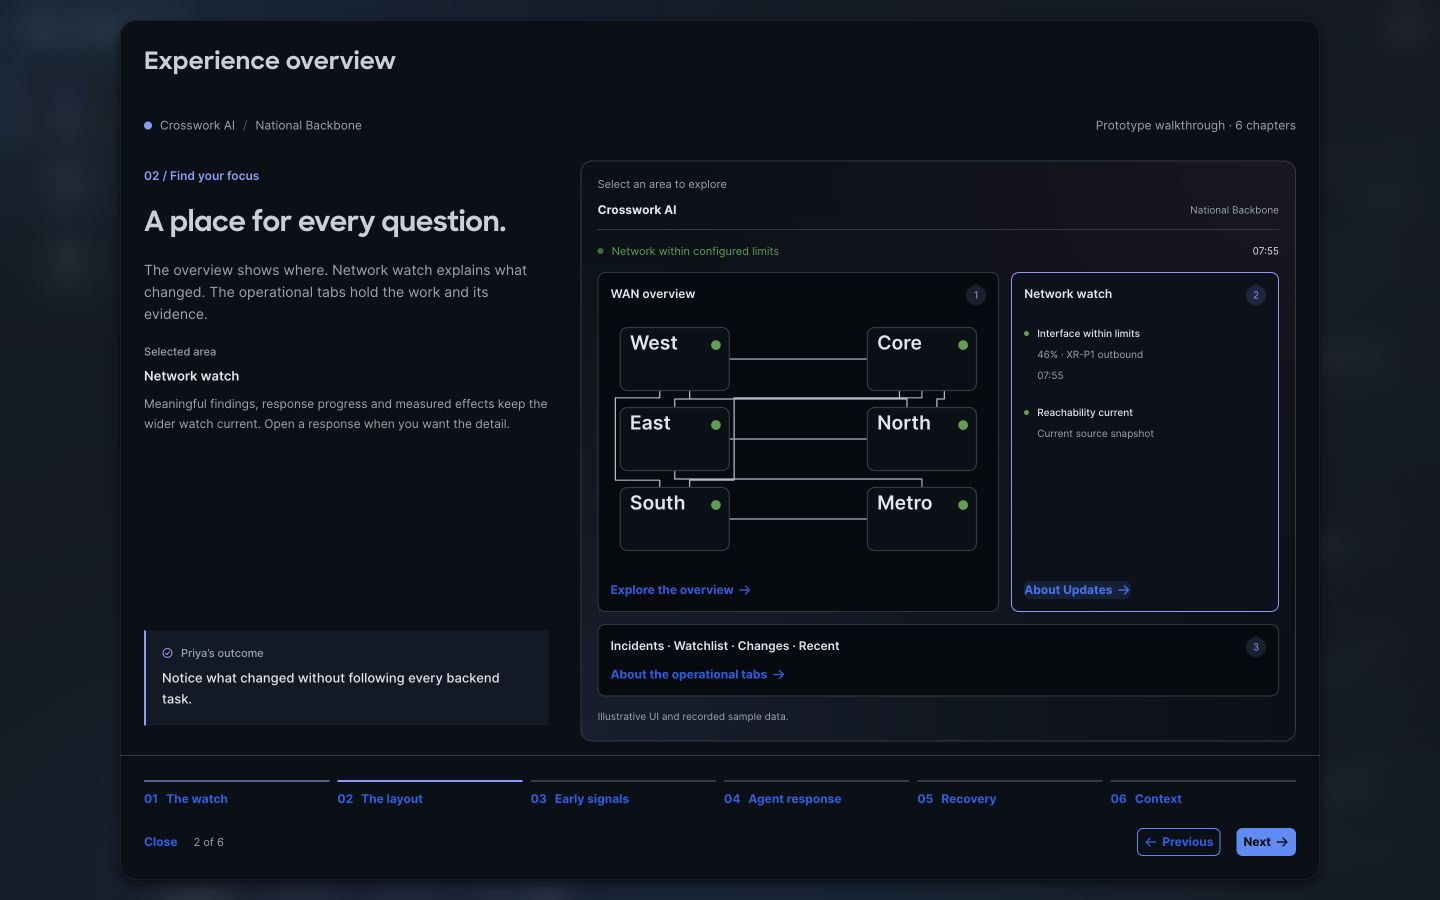 Experience overview
Crosswork AI / National Backbone
Prototype walkthrough · 6 chapters
02 / Find your focus
A place for every question.
The overview shows where. Network watch explains what
changed. The operational tabs hold the work and its
evidence.
Selected area
Network watch
Meaningful findings, response progress and measured effects keep the
wider watch current. Open a response when you want the detail.
Priya's outcome
Notice what changed without following every backend
task.
Select an area to explore
Crosswork AI
National Backbone
Network within configured limits
07:55
WAN overview
1
West
Core
East
North
South
Metro
Explore the overview →
Network watch
2
Interface within limits
46% · XR-P1 outbound
07:55
Reachability current
Current source snapshot
About Updates →
Incidents · Watchlist · Changes · Recent
3
About the operational tabs →
Illustrative UI and recorded sample data.
01 The watch
02 The layout
03 Early signals
04 Agent response
05 Recovery
06 Context
Close
2 of 6
← Previous
Next →